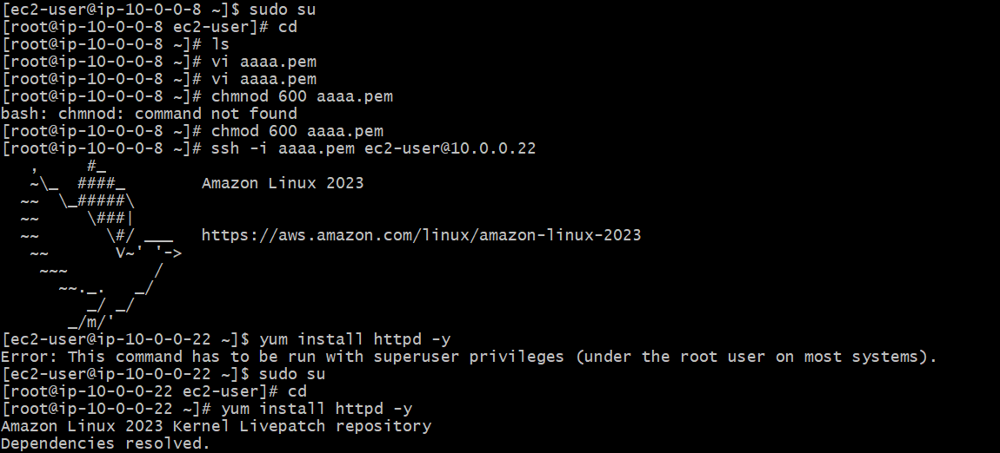 [ec2-user@ip-10-0-0-8 ~]$ sudo su
[root@ip-10-0-0-8 ec2-user]# cd
[root@ip-10-0-0-8 ~]# ls
[root@ip-10-0-0-8 ~]# vi aaaa.pem
[root@ip-10-0-0-8 ~]# vi aaaa.pem
[root@ip-10-0-0-8 ~]# chmnod 600 aaaa.pem
bash: chmnod: command not found
[root@ip-10-0-0-8 ~]# chmod 600 aaaa.pem
[root@ip-10-0-0-8 ~]# ssh -i aaaa.pem ec2-user@10.0.0.22
   ,     #_
   ~\_  ####_        Amazon Linux 2023
  ~~  \_#####\
  ~~     \###|
  ~~       \#/ ___   https://aws.amazon.com/linux/amazon-linux-2023
   ~~       V~' '->
    ~~~         /
      ~~._.   _/
         _/ _/
       _/m/'
[ec2-user@ip-10-0-0-22 ~]$ yum install httpd -y
Error: This command has to be run with superuser privileges (under the root user on most systems).
[ec2-user@ip-10-0-0-22 ~]$ sudo su
[root@ip-10-0-0-22 ec2-user]# cd
[root@ip-10-0-0-22 ~]# yum install httpd -y
Amazon Linux 2023 Kernel Livepatch repository
Dependencies resolved.